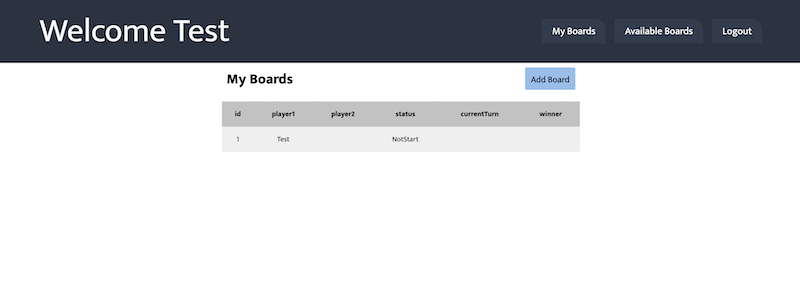 Welcome Test
My Boards Available Boards Logout
My Boards
Add Board
id player1 player2 status currentTurn winner
1 Test NotStart